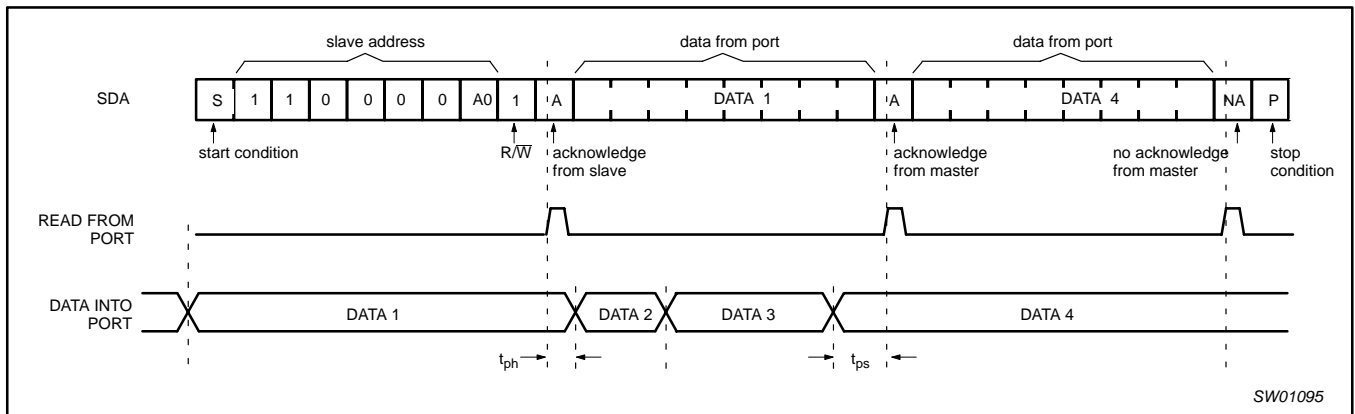 slave address
data from port
data from port
SDA
S 1 1 0 0 0 0 A0 1 A DATA 1 A DATA 4 NA P
start condition
R/W̅
acknowledge
from slave
acknowledge
from master
no acknowledge
from master
stop
condition
READ FROM
PORT
DATA INTO
PORT
DATA 1
DATA 2
DATA 3
DATA 4
tph
tps
SW01095